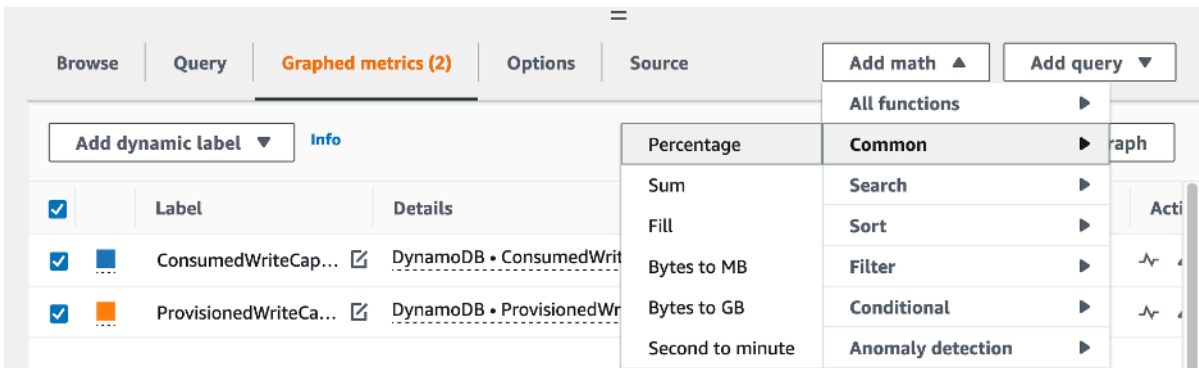 Browse Query Graphed metrics (2) Options Source Add math Add query
All functions
Add dynamic label Info Percentage Common raph
Sum Search
Label Details Acti
Fill Sort
ConsumedWriteCap... DynamoDB • ConsumedWrit
Bytes to MB Filter
ProvisionedWriteCa... DynamoDB • ProvisionedWr
Bytes to GB Conditional
Second to minute Anomaly detection